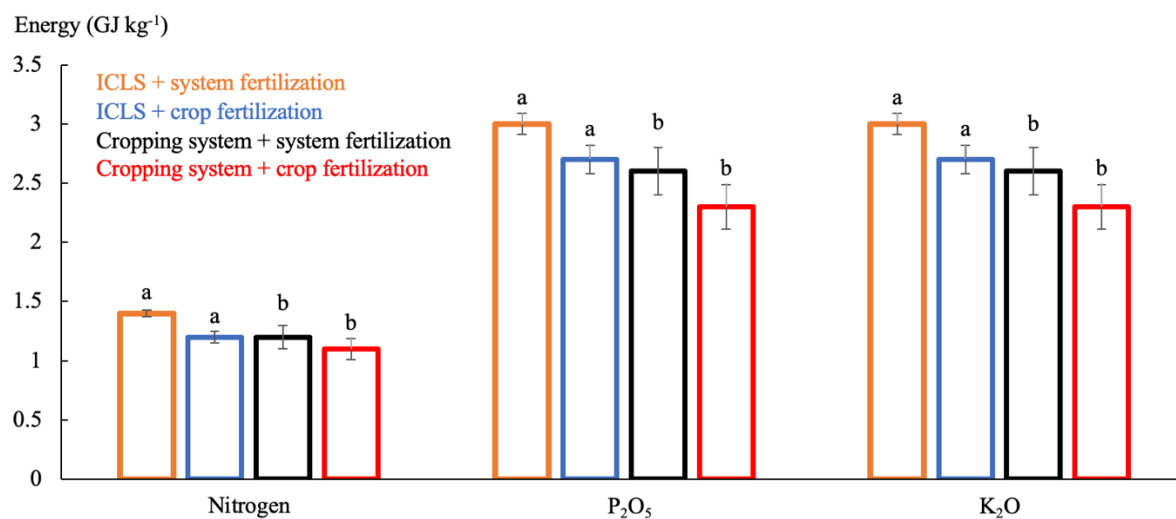 Energy (GJ kg⁻¹)
3.5
ICLS + system fertilization
ICLS + crop fertilization
Cropping system + system fertilization
Cropping system + crop fertilization
3
2.5
2
1.5
1
0.5
0
a
a
b
b
a
a
b
b
a
a
b
b
Nitrogen
P₂O₅
K₂O